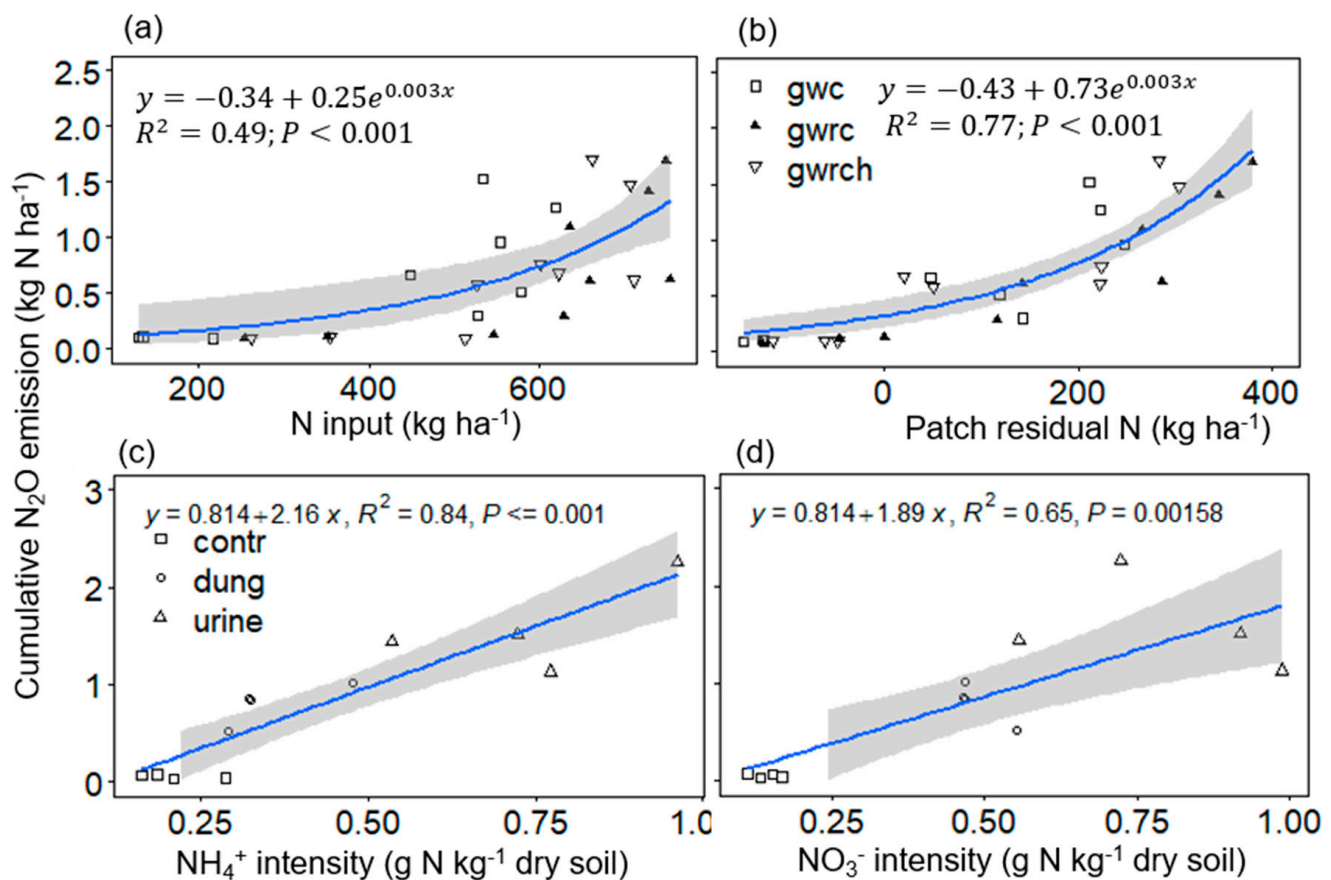 (a)
y = −0.34 + 0.25e^0.003x
R² = 0.49; P < 0.001
2.5
2.0
1.5
1.0
0.5
0.0
200
400
600
N input (kg ha⁻¹)
(b)
gwc
gwrc
gwrch
y = −0.43 + 0.73e^0.003x
R² = 0.77; P < 0.001
0
200
400
Patch residual N (kg ha⁻¹)
Cumulative N₂O emission (kg N ha⁻¹)
(c)
y = 0.814+2.16 x, R² = 0.84, P <= 0.001
contr
dung
urine
3
2
1
0
0.25
0.50
0.75
1.0
NH₄⁺ intensity (g N kg⁻¹ dry soil)
(d)
y = 0.814+1.89 x, R² = 0.65, P = 0.00158
0.25
0.50
0.75
1.00
NO₃⁻ intensity (g N kg⁻¹ dry soil)